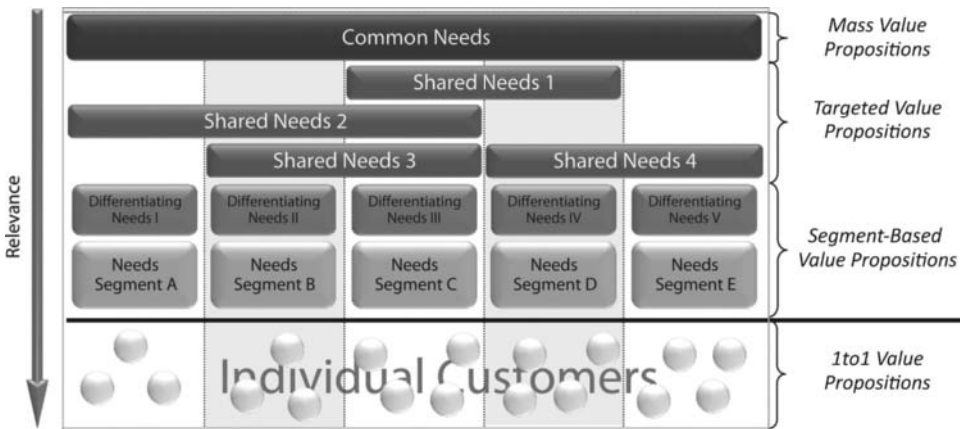 Common Needs
Mass Value
Propositions
Shared Needs 1
Shared Needs 2
Targeted Value
Propositions
Shared Needs 3
Shared Needs 4
Relevance
Differentiating
Needs I
Differentiating
Needs II
Differentiating
Needs III
Differentiating
Needs IV
Differentiating
Needs V
Needs
Segment A
Needs
Segment B
Needs
Segment C
Needs
Segment D
Needs
Segment E
Segment-Based
Value Propositions
Individual Customers
1to1 Value
Propositions